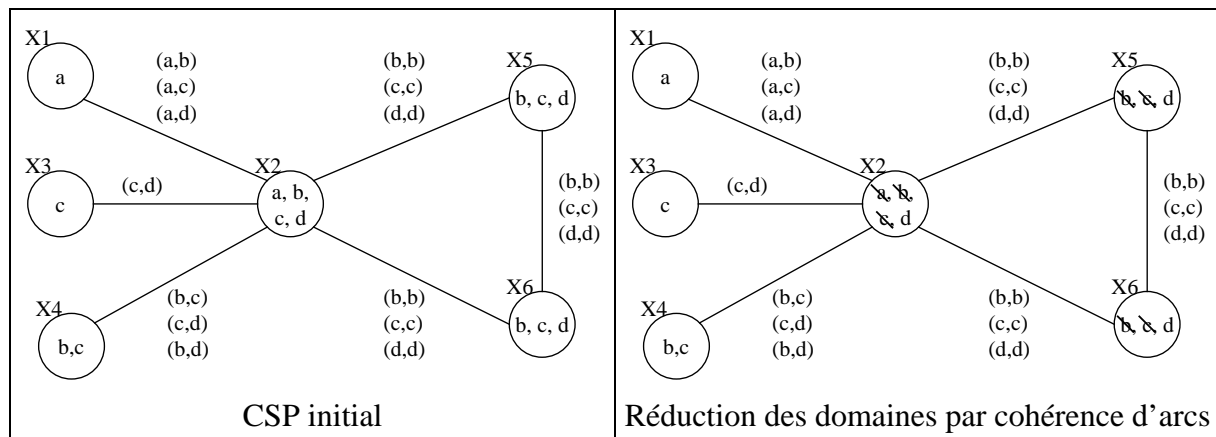 X1
a
(a,b)
(a,c)
(a,d)
(b,b)
(c,c)
(d,d)
X5
b, c, d
X3
c
(c,d)
X2
a, b,
c, d
(b,b)
(c,c)
(d,d)
X4
b,c
(b,c)
(c,d)
(b,d)
(b,b)
(c,c)
(d,d)
X6
b, c, d
CSP initial
X1
a
(a,b)
(a,c)
(a,d)
(b,b)
(c,c)
(d,d)
X5
b, c, d
X3
c
(c,d)
X2
a, b,
c, d
(b,b)
(c,c)
(d,d)
X4
b,c
(b,c)
(c,d)
(b,d)
(b,b)
(c,c)
(d,d)
X6
b, c, d
Réduction des domaines par cohérence d'arcs